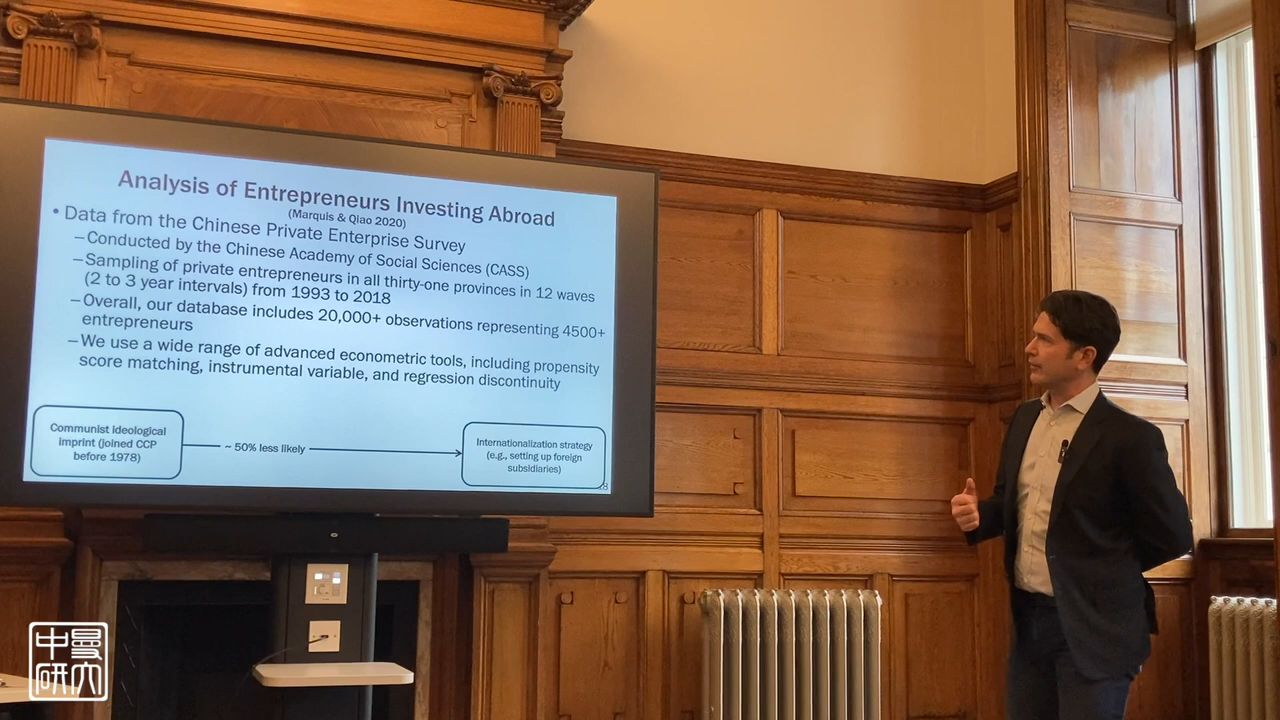 Analysis of Entrepreneurs Investing Abroad
(Marquis & Qiao 2020)
• Data from the Chinese Private Enterprise Survey
–Conducted by the Chinese Academy of Social Sciences (CASS)
–Sampling of private entrepreneurs in all thirty-one provinces in 12 waves
(2 to 3 year intervals) from 1993 to 2018
–Overall, our database includes 20,000+ observations representing 4500+
entrepreneurs
–We use a wide range of advanced econometric tools, including propensity
score matching, instrumental variable, and regression discontinuity
Communist ideological
imprint (joined CCP
before 1978)
~ 50% less likely
Internationalization strategy
(e.g., setting up foreign
subsidiaries)
中曼
研大